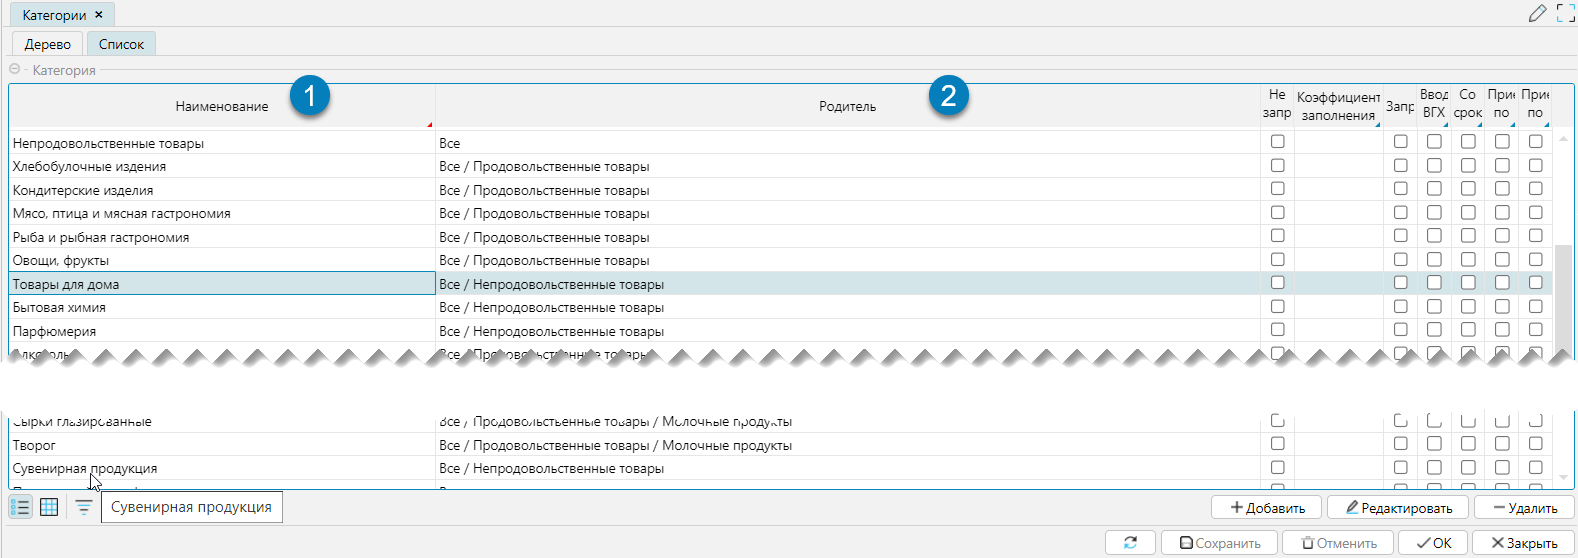 Категории ×
Дерево Список
Категория
Наименование 1 Родитель 2 Не запр Коэффициент заполнения Запр Ввод ВГХ Со срок При по При по
Непродовольственные товары Все
Хлебобулочные издения Все / Продовольственные товары
Кондитерские изделия Все / Продовольственные товары
Мясо, птица и мясная гастрономия Все / Продовольственные товары
Рыба и рыбная гастрономия Все / Продовольственные товары
Овощи, фрукты Все / Продовольственные товары
Товары для дома Все / Непродовольственные товары
Бытовая химия Все / Непродовольственные товары
Парфюмерия Все / Непродовольственные товары
Алкоголь Все / Продовольственные товары
Сырки глазированные Все / Продовольственные товары / Молочные продукты
Творог Все / Продовольственные товары / Молочные продукты
Сувенирная продукция Все / Непродовольственные товары
Сувенирная продукция
Добавить Редактировать Удалить
Сохранить Отменить ОК Закрыть